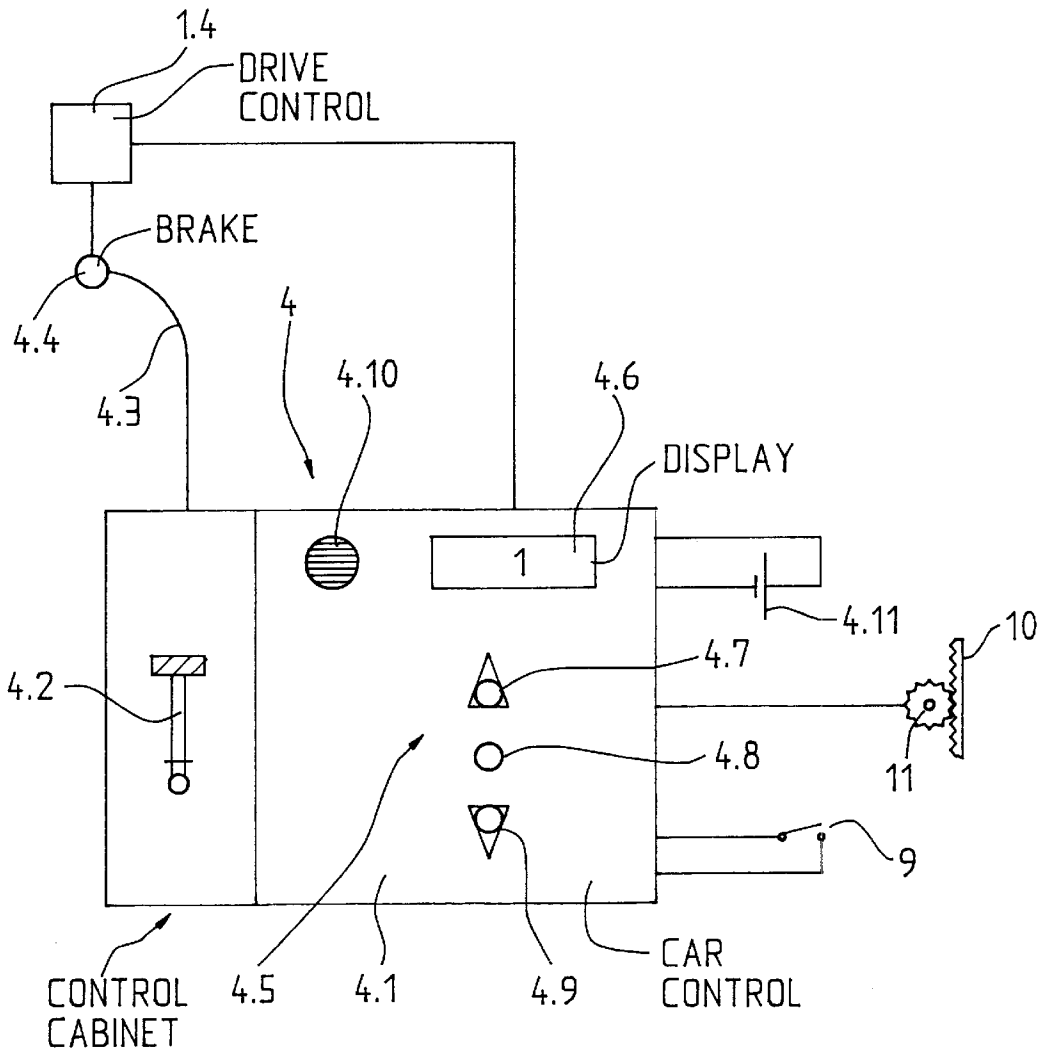 1.4
DRIVE
CONTROL
BRAKE
4.4
4.3
4
4.10
4.6
DISPLAY
1
4.11
10
4.2
4.7
11
4.8
9
4.5
4.1
4.9
CAR
CONTROL
CONTROL
CABINET